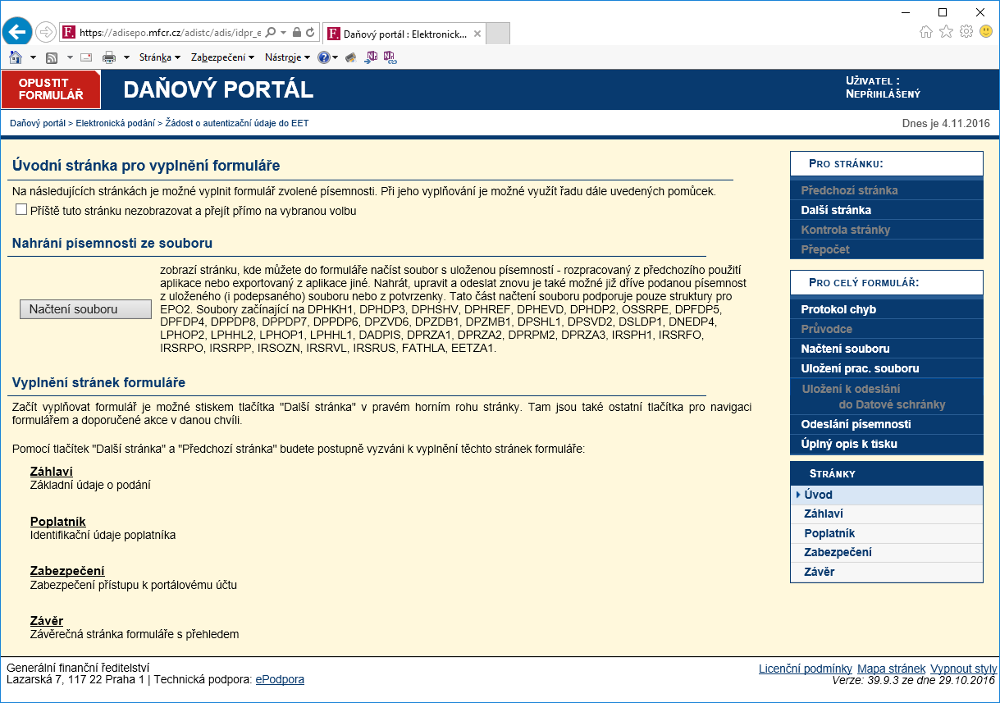 https://adisepo.mfcr.cz/adistc/adis/idpr_e
Daňový portál : Elektronick...
Stránka Zabezpečení Nástroje
OPUSTIT
FORMULÁŘ
DAŇOVÝ PORTÁL
UŽIVATEL :
NEPŘIHLÁŠENÝ
Daňový portál > Elektronická podání > Žádost o autentizační údaje do EET
Dnes je 4.11.2016
Úvodní stránka pro vyplnění formuláře
Na následujících stránkách je možné vyplnit formulář zvolené písemnosti. Při jeho vyplňování je možné využít řadu dále uvedených pomůcek.
Příště tuto stránku nezobrazovat a přejít přímo na vybranou volbu
Nahrání písemnosti ze souboru
Načtení souboru
zobrazí stránku, kde můžete do formuláře načíst soubor s uloženou písemností - rozpracovaný z předchozího použití
aplikace nebo exportovaný z aplikace jiné. Nahrát, upravit a odeslat znovu je také možné již dříve podanou písemnost
z uloženého (i podepsaného) souboru nebo z potvrzenky. Tato část načtení souboru podporuje pouze struktury pro
EPO2. Soubory začínající na DPHKH1, DPHDP3, DPHSHV, DPHREF, DPHEVD, DPHDP2, OSSRPE, DPFDP5,
DPFDP4, DPPDP8, DPPDP7, DPPDP6, DPZVD6, DPZDB1, DPZMB1, DPSHL1, DPSVD2, DSLDP1, DNEDP4,
LPHOP2, LPHHL2, LPHOP1, LPHHL1, DADPIS, DPRZA1, DPRZA2, DPRPM2, DPRZA3, IRSPH1, IRSRFO,
IRSRPO, IRSRPP, IRSOZN, IRSRVL, IRSRUS, FATHLA, EETZA1.
Vyplnění stránek formuláře
Začít vyplňovat formulář je možné stiskem tlačítka "Další stránka" v pravém horním rohu stránky. Tam jsou také ostatní tlačítka pro navigaci
formulářem a doporučené akce v danou chvíli.
Pomocí tlačítek "Další stránka" a "Předchozí stránka" budete postupně vyzváni k vyplnění těchto stránek formuláře:
Záhlaví
Základní údaje o podání
Poplatník
Identifikační údaje poplatníka
Zabezpečení
Zabezpečení přístupu k portálovému účtu
Závěr
Závěrečná stránka formuláře s přehledem
PRO STRÁNKU:
Předchozí stránka
Další stránka
Kontrola stránky
Přepočet
PRO CELÝ FORMULÁŘ:
Protokol chyb
Průvodce
Načtení souboru
Uložení prac. souboru
Uložení k odeslání
do Datové schránky
Odeslání písemnosti
Úplný opis k tisku
STRÁNKY
Úvod
Záhlaví
Poplatník
Zabezpečení
Závěr
Generální finanční ředitelství
Lazarská 7, 117 22 Praha 1 | Technická podpora: ePodpora
Licenční podmínky Mapa stránek Vypnout styly
Verze: 39.9.3 ze dne 29.10.2016